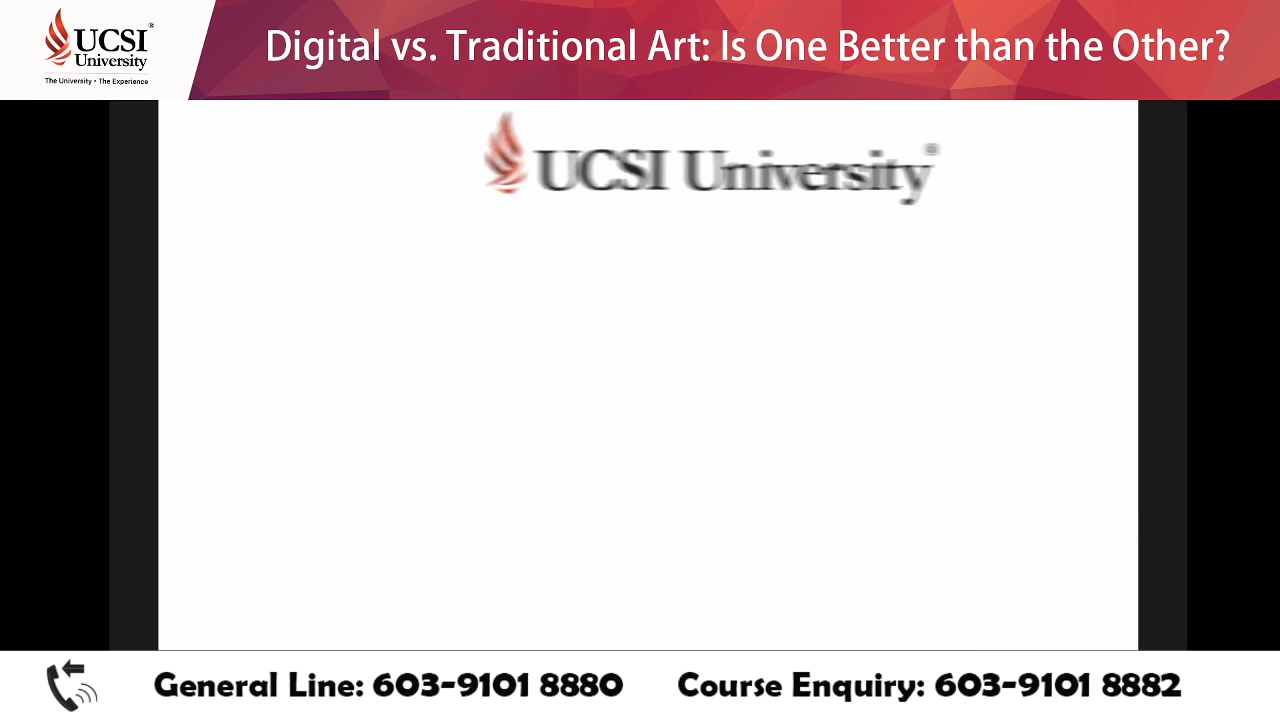 UCSI
University
The University • The Experience
Digital vs. Traditional Art: Is One Better than the Other?
UCSI University
General Line: 603-9101 8880
Course Enquiry: 603-9101 8882